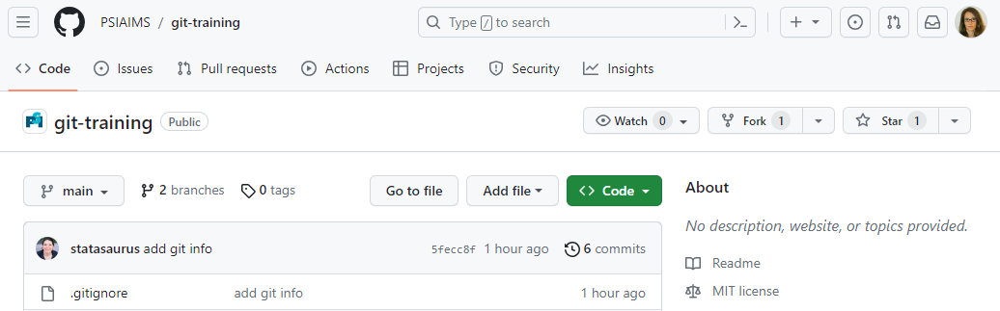 PSIAIMS / git-training Type / to search
Code Issues Pull requests Actions Projects Security Insights
git-training Public Watch 0 Fork 1 Star 1
main 2 branches 0 tags Go to file Add file Code About
No description, website, or topics provided.
statasaurus add git info 5fecc8f 1 hour ago 6 commits
Readme
.gitignore add git info 1 hour ago MIT license